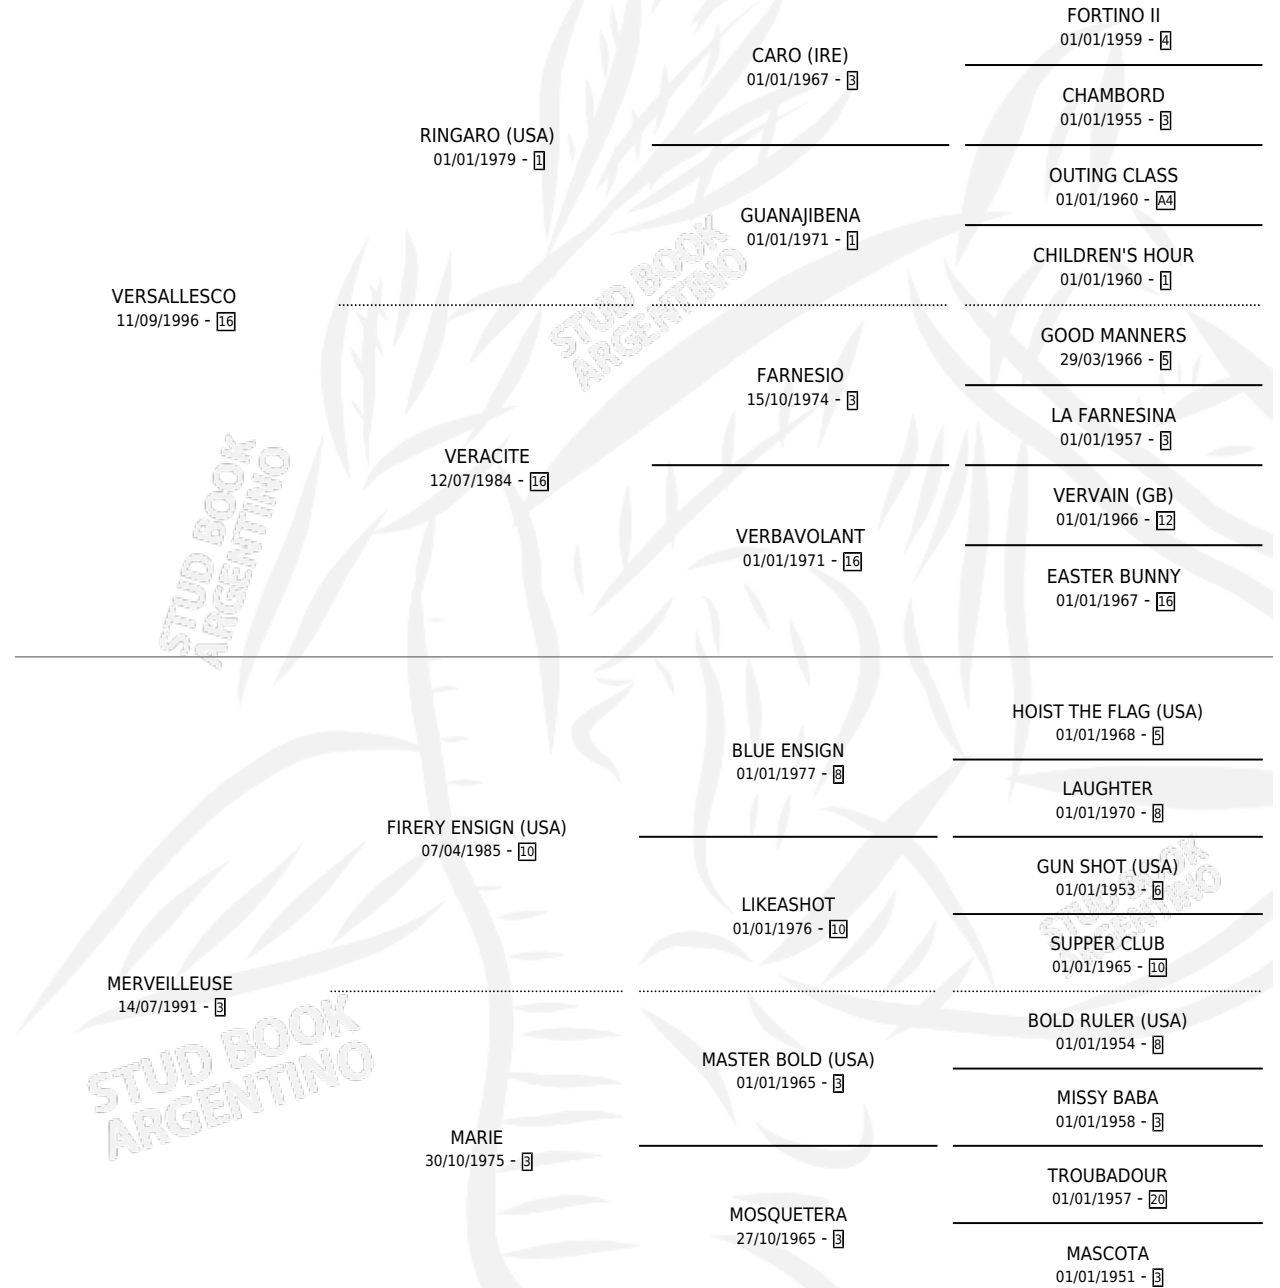 FORTINO II
01/01/1959 - 4
CARO (IRE)
01/01/1967 - 3
CHAMBORD
01/01/1955 - 3
RINGARO (USA)
01/01/1979 - 1
OUTING CLASS
01/01/1960 - A4
GUANAJIBENA
01/01/1971 - 1
CHILDREN'S HOUR
01/01/1960 - 1
VERSALLESCO
11/09/1996 - 16
STUD BOOK
ARGENTINO
GOOD MANNERS
29/03/1966 - 5
FARNESIO
15/10/1974 - 3
LA FARNESINA
01/01/1957 - 3
VERACITE
12/07/1984 - 16
VERVAIN (GB)
01/01/1966 - 12
VERBAVOLANT
01/01/1971 - 16
EASTER BUNNY
01/01/1967 - 16
STUD BOOK
ARGENTINO
HOIST THE FLAG (USA)
01/01/1968 - 5
BLUE ENSIGN
01/01/1977 - 8
LAUGHTER
01/01/1970 - 8
FIRERY ENSIGN (USA)
07/04/1985 - 10
GUN SHOT (USA)
01/01/1953 - 6
LIKEASHOT
01/01/1976 - 10
STUD BOOK
ARGENTINO
SUPPER CLUB
01/01/1965 - 10
MERVEILLEUSE
14/07/1991 - 3
STUD BOOK
ARGENTINO
BOLD RULER (USA)
01/01/1954 - 8
MASTER BOLD (USA)
01/01/1965 - 3
MISSY BABA
01/01/1958 - 3
MARIE
30/10/1975 - 3
TROUBADOUR
01/01/1957 - 20
MOSQUETERA
27/10/1965 - 3
MASCOTA
01/01/1951 - 3